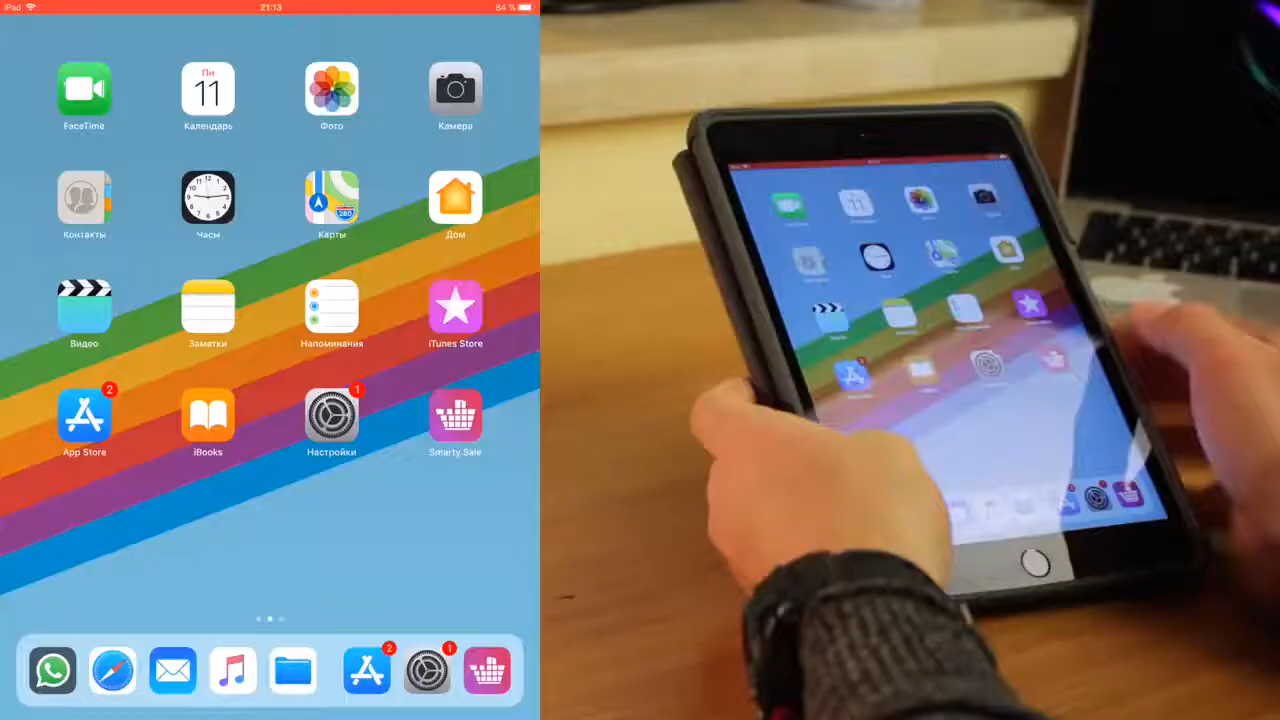 iPad 21:13 84 %
Пн
11
FaceTime Календарь Фото Камера
280
Контакты Часы Карты Дом
Видео Заметки Напоминания iTunes Store
2 1
App Store iBooks Настройки Smarty.Sale
2 1